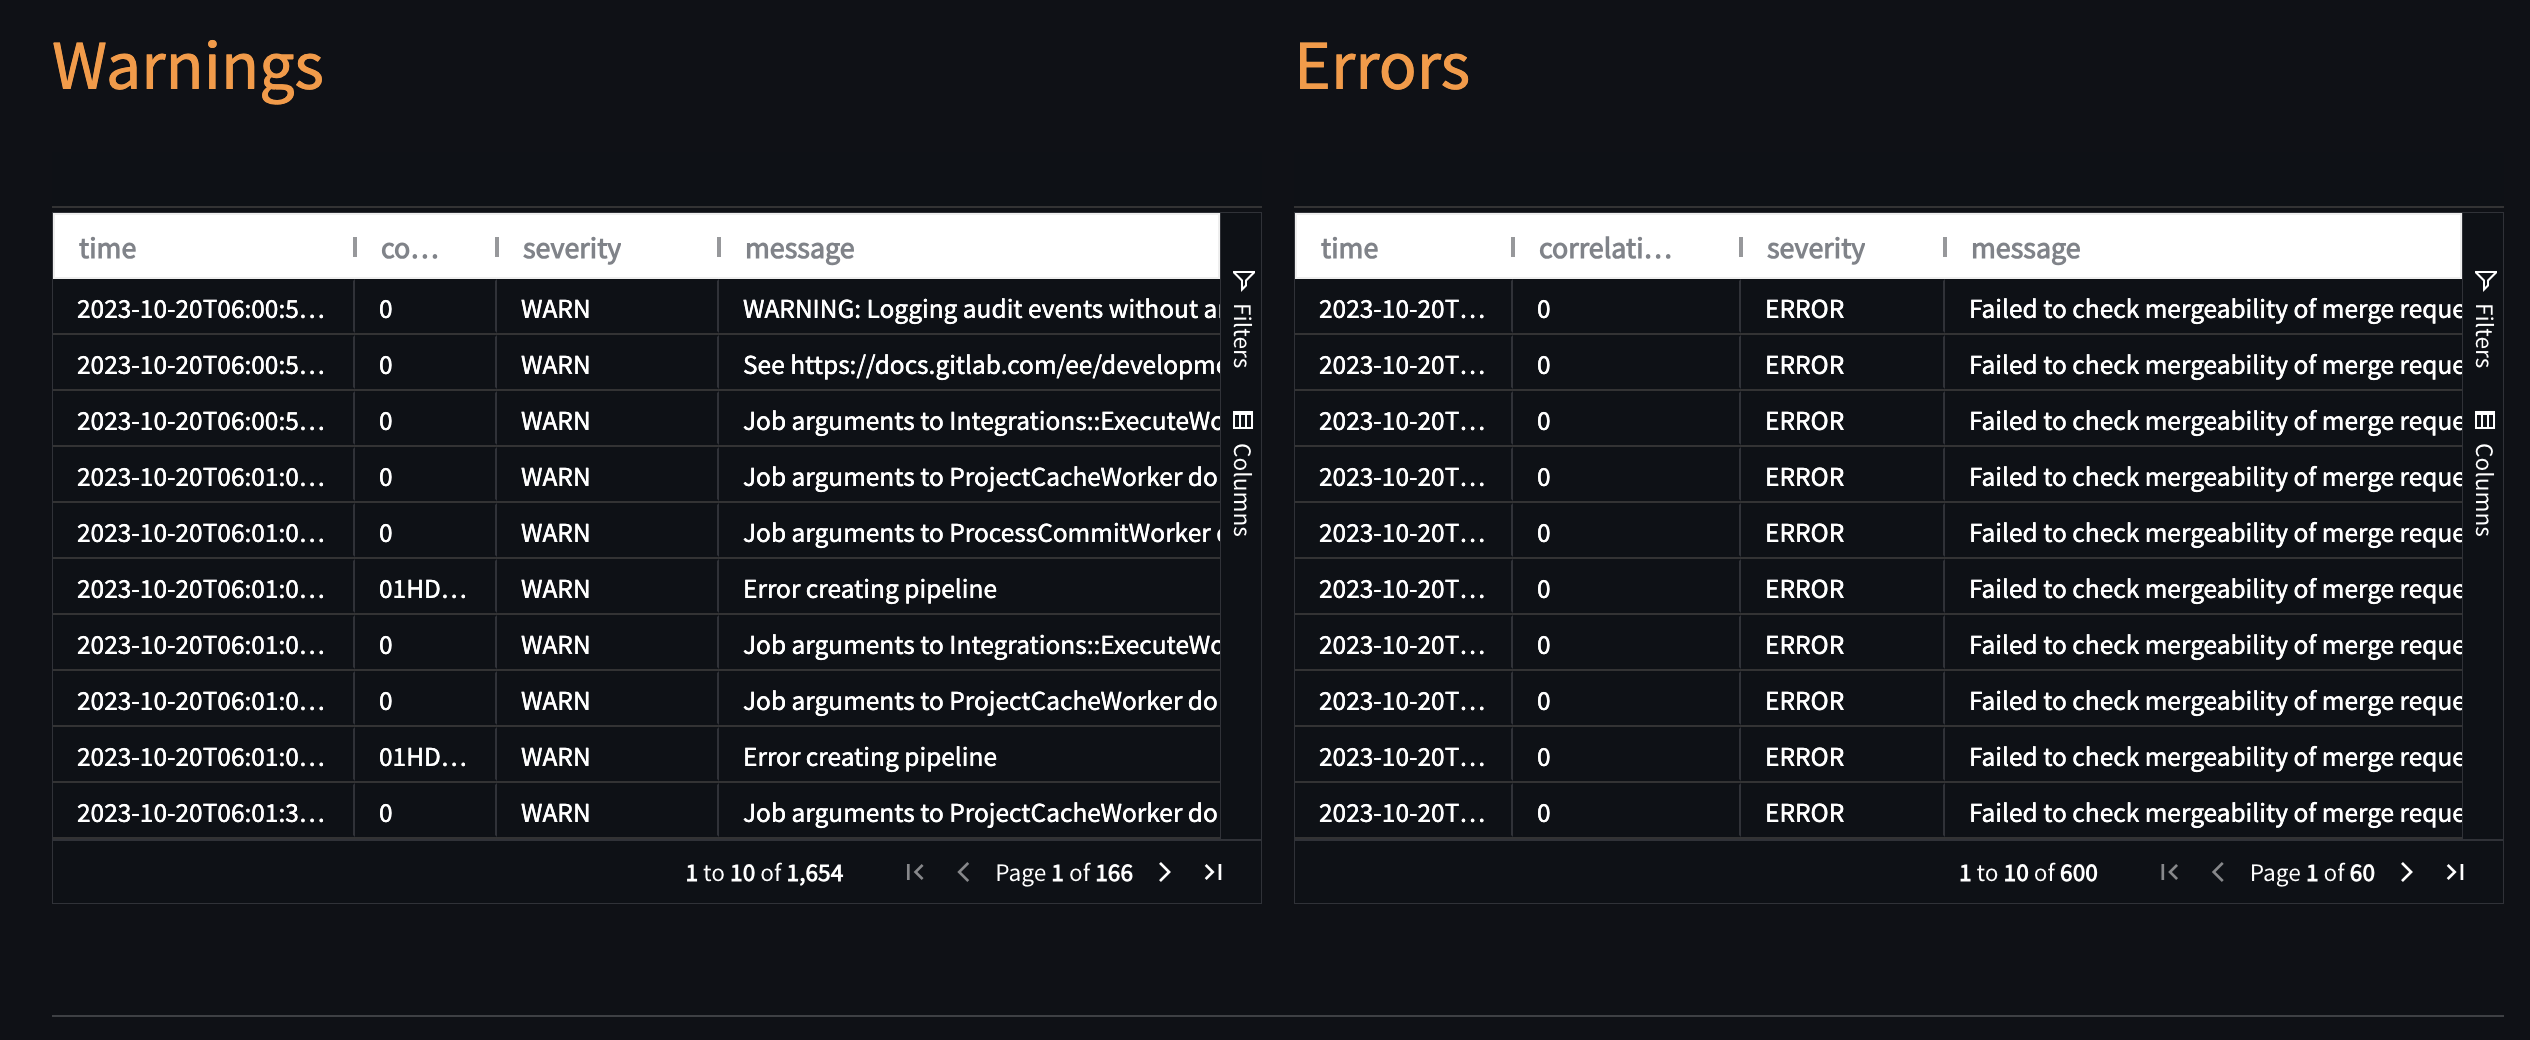 Warnings
time co... severity message
2023-10-20T06:00:5... 0 WARN WARNING: Logging audit events without
2023-10-20T06:00:5... 0 WARN See https://docs.gitlab.com/ee/developme
2023-10-20T06:00:5... 0 WARN Job arguments to Integrations::ExecuteWo
2023-10-20T06:01:0... 0 WARN Job arguments to ProjectCacheWorker do
2023-10-20T06:01:0... 0 WARN Job arguments to ProcessCommitWorker
2023-10-20T06:01:0... 01HD... WARN Error creating pipeline
2023-10-20T06:01:0... 0 WARN Job arguments to Integrations::ExecuteWo
2023-10-20T06:01:0... 0 WARN Job arguments to ProjectCacheWorker do
2023-10-20T06:01:0... 01HD... WARN Error creating pipeline
2023-10-20T06:01:3... 0 WARN Job arguments to ProjectCacheWorker do
Filters
Columns
1 to 10 of 1,654 Page 1 of 166
Errors
time correlati... severity message
2023-10-20T... 0 ERROR Failed to check mergeability of merge reque
2023-10-20T... 0 ERROR Failed to check mergeability of merge reque
2023-10-20T... 0 ERROR Failed to check mergeability of merge reque
2023-10-20T... 0 ERROR Failed to check mergeability of merge reque
2023-10-20T... 0 ERROR Failed to check mergeability of merge reque
2023-10-20T... 0 ERROR Failed to check mergeability of merge reque
2023-10-20T... 0 ERROR Failed to check mergeability of merge reque
2023-10-20T... 0 ERROR Failed to check mergeability of merge reque
2023-10-20T... 0 ERROR Failed to check mergeability of merge reque
2023-10-20T... 0 ERROR Failed to check mergeability of merge reque
Filters
Columns
1 to 10 of 600 Page 1 of 60